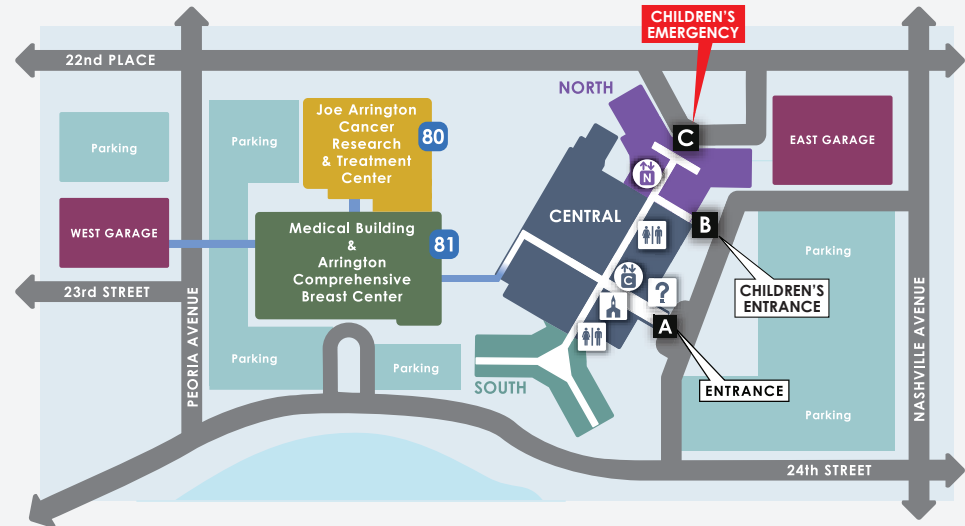 CHILDREN'S
EMERGENCY
22nd PLACE
NORTH
Joe Arrington
Cancer
Research
& Treatment
Center
80
Parking
Parking
C
EAST GARAGE
N
CENTRAL
WEST GARAGE
Medical Building
&
Arrington
Comprehensive
Breast Center
81
B
Parking
C
?
CHILDREN'S
ENTRANCE
23rd STREET
PEORIA AVENUE
NASHVILLE AVENUE
A
Parking
Parking
SOUTH
ENTRANCE
Parking
24th STREET